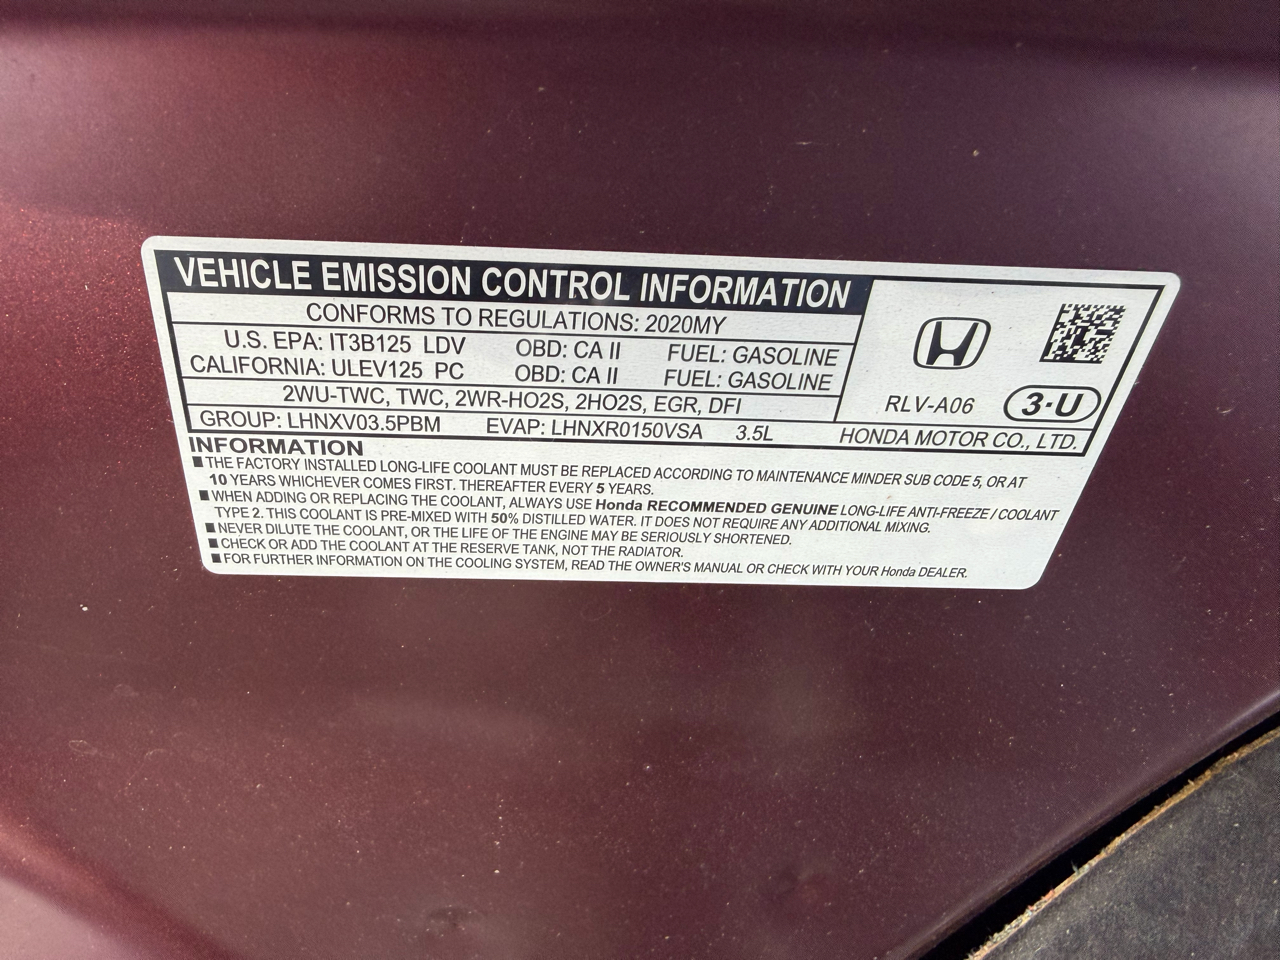 VEHICLE EMISSION CONTROL INFORMATION
CONFORMS TO REGULATIONS: 2020MY
U.S. EPA: IT3B125 LDV OBD: CA II FUEL: GASOLINE
CALIFORNIA: ULEV125 PC OBD: CA II FUEL: GASOLINE
2WU-TWC, TWC, 2WR-HO2S, 2HO2S, EGR, DFI
RLV-A06 3-U
GROUP: LHNXV03.5PBM EVAP: LHNXR0150VSA 3.5L HONDA MOTOR CO., LTD.
INFORMATION
■ THE FACTORY INSTALLED LONG-LIFE COOLANT MUST BE REPLACED ACCORDING TO MAINTENANCE MINDER SUB CODE 5, OR AT
10 YEARS WHICHEVER COMES FIRST. THEREAFTER EVERY 5 YEARS.
■ WHEN ADDING OR REPLACING THE COOLANT, ALWAYS USE Honda RECOMMENDED GENUINE LONG-LIFE ANTI-FREEZE / COOLANT
TYPE 2. THIS COOLANT IS PRE-MIXED WITH 50% DISTILLED WATER. IT DOES NOT REQUIRE ANY ADDITIONAL MIXING.
■ NEVER DILUTE THE COOLANT, OR THE LIFE OF THE ENGINE MAY BE SERIOUSLY SHORTENED.
■ CHECK OR ADD THE COOLANT AT THE RESERVE TANK, NOT THE RADIATOR.
■ FOR FURTHER INFORMATION ON THE COOLING SYSTEM, READ THE OWNER'S MANUAL OR CHECK WITH YOUR Honda DEALER.